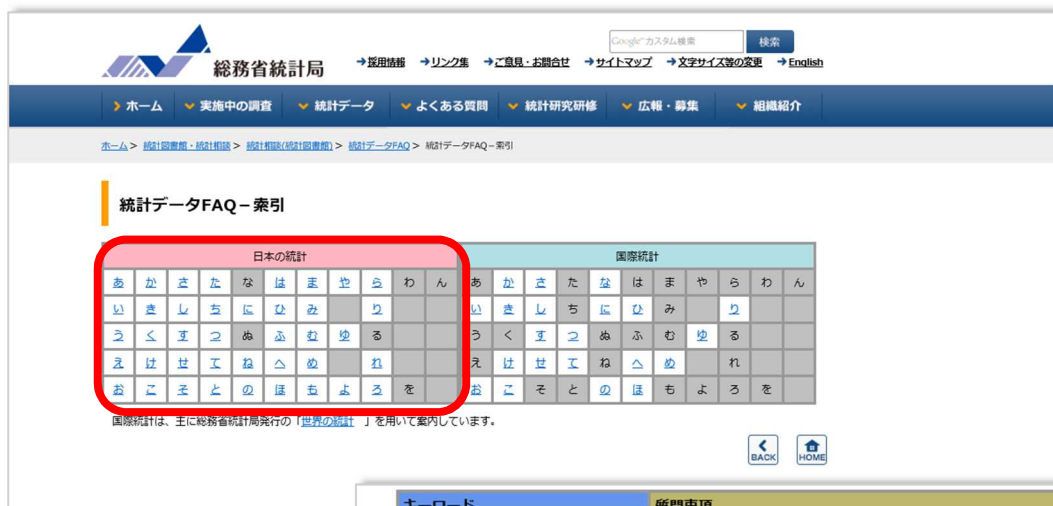 Google カスタム検索 検索
総務省統計局
採用情報 リンク集 ご意見・お問合せ サイトマップ 文字サイズ等の変更 English
ホーム 実施中の調査 統計データ よくある質問 統計研究研修 広報・募集 組織紹介
ホーム > 統計図書館・統計相談 > 統計相談(統計図書館) > 統計データFAQ > 統計データFAQ－索引
統計データFAQ－索引
日本の統計 国際統計
あ か さ た な は ま や ら わ ん あ か さ た な は ま や ら わ ん
い き し ち に ひ み り い き し ち に ひ み り
う く す つ ぬ ふ む ゆ る う く す つ ぬ ふ む ゆ る
え け せ て ね へ め れ え け せ て ね へ め れ
お こ そ と の ほ も よ ろ を お こ そ と の ほ も よ ろ を
国際統計は、主に総務省統計局発行の「世界の統計 」を用いて案内しています。
BACK HOME
キーワード 質問事項